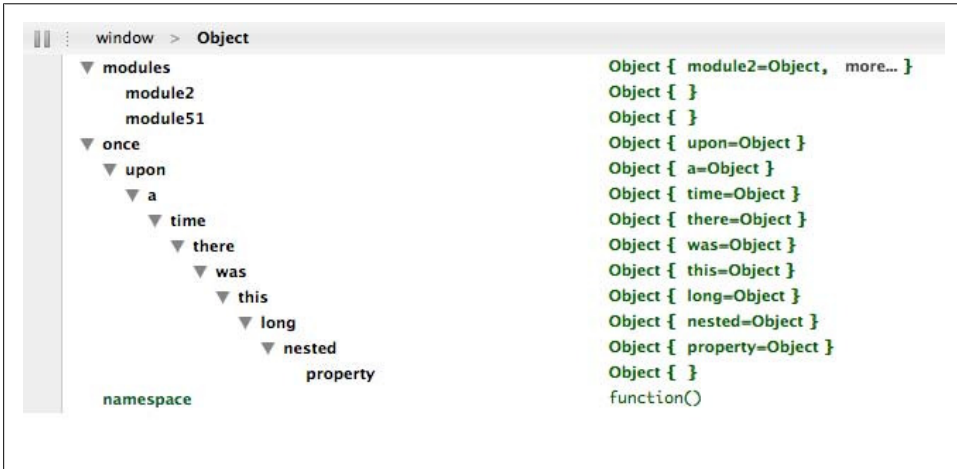 window > Object
modules Object { module2=Object, more... }
module2 Object { }
module51 Object { }
once Object { upon=Object }
upon Object { a=Object }
a Object { time=Object }
time Object { there=Object }
there Object { was=Object }
was Object { this=Object }
this Object { long=Object }
long Object { nested=Object }
nested Object { property=Object }
property Object { }
namespace function()